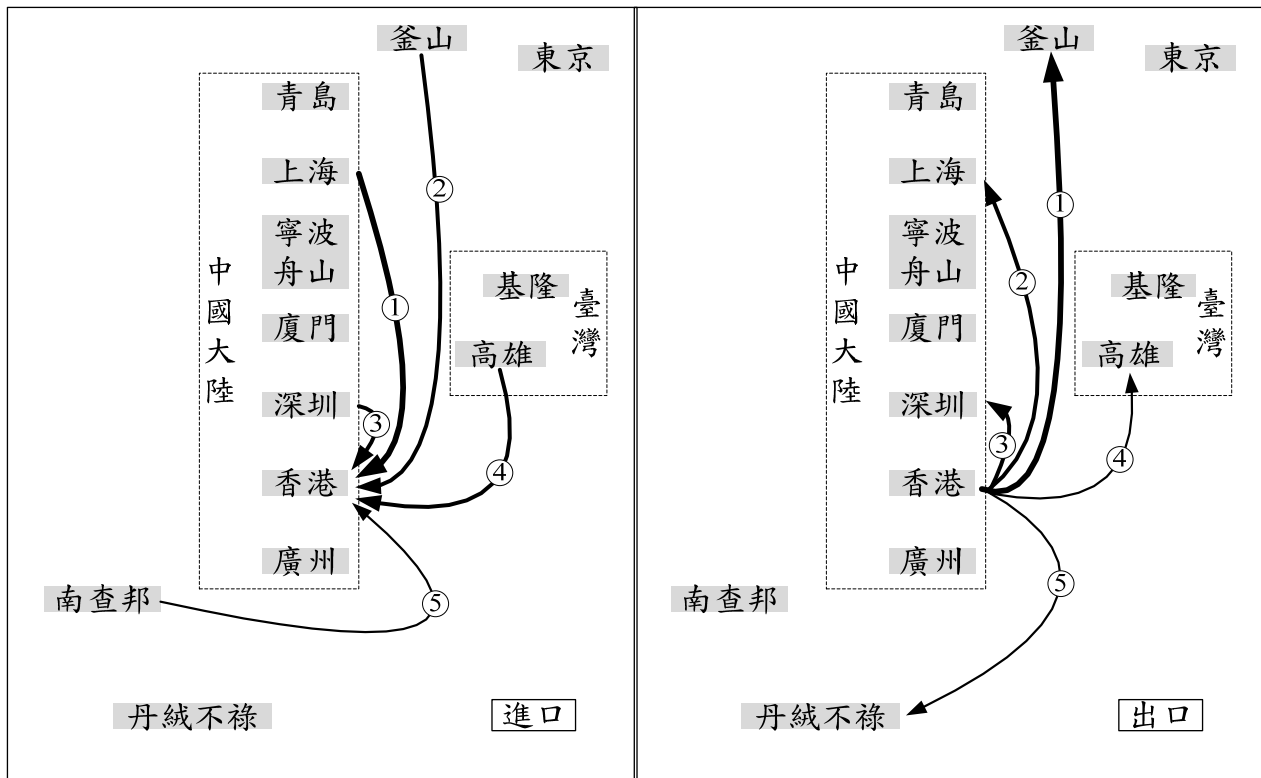 釜山
東京
青島
上海
②
寧波
舟山
中國大陸
①
基隆
臺灣
廈門
高雄
深圳
③
香港
④
廣州
南查邦
⑤
丹絨不祿
進口
釜山
東京
青島
上海
①
寧波
舟山
中國大陸
②
基隆
臺灣
廈門
高雄
深圳
③
④
香港
廣州
⑤
南查邦
丹絨不祿
出口